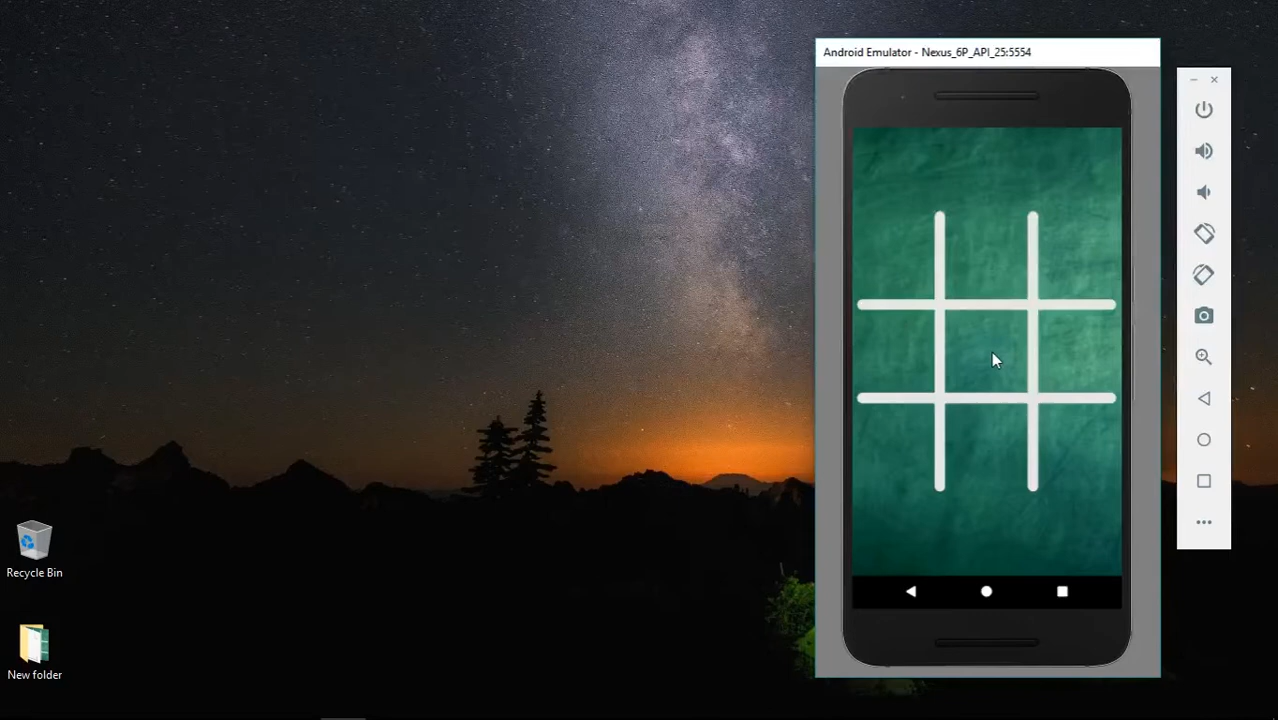 Android Emulator - Nexus_6P_API_25:5554
Recycle Bin
New folder